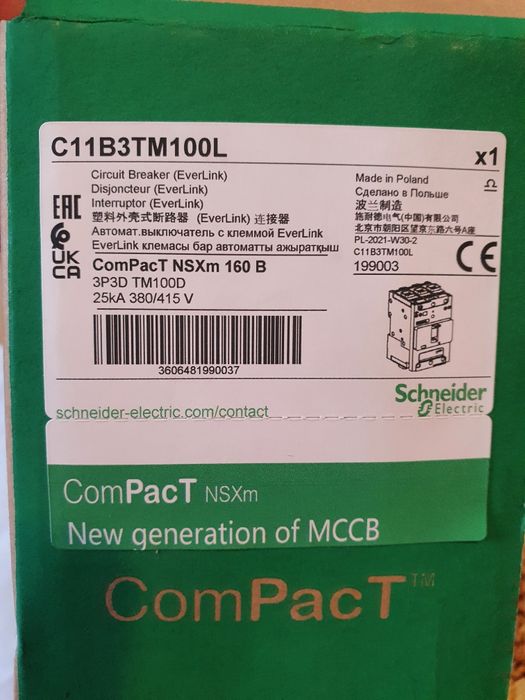 C11B3TM100L
x1
Circuit Breaker (EverLink)
Disjoncteur (EverLink)
Interruptor (EverLink)
塑料外壳式断路器 (EverLink) 连接器
Автомат.выключатель с клеммой EverLink
EverLink клемасы бар автоматты ажыратқыш
Made in Poland
Сделано в Польше
波兰制造
施耐德电气(中国)有限公司
北京市朝阳区望京东路六号A座
PL-2021-W30-2
C11B3TM100L
199003
CE
EAC
UK
CA
ComPacT NSXm 160 B
3P3D TM100D
25kA 380/415 V
3606481990037
Schneider
Electric
schneider-electric.com/contact
ComPacT NSXm
New generation of MCCB
ComPacT™